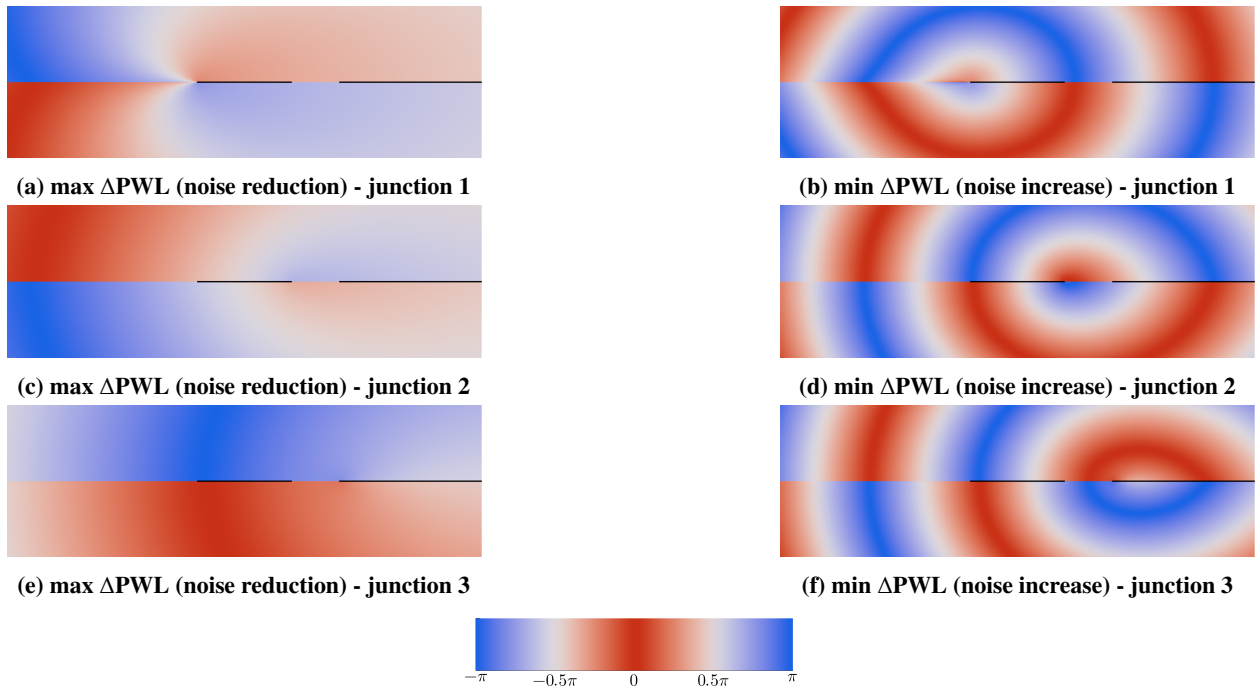 (a) max ΔPWL (noise reduction) - junction 1
(b) min ΔPWL (noise increase) - junction 1
(c) max ΔPWL (noise reduction) - junction 2
(d) min ΔPWL (noise increase) - junction 2
(e) max ΔPWL (noise reduction) - junction 3
(f) min ΔPWL (noise increase) - junction 3
−π −0.5π 0 0.5π π